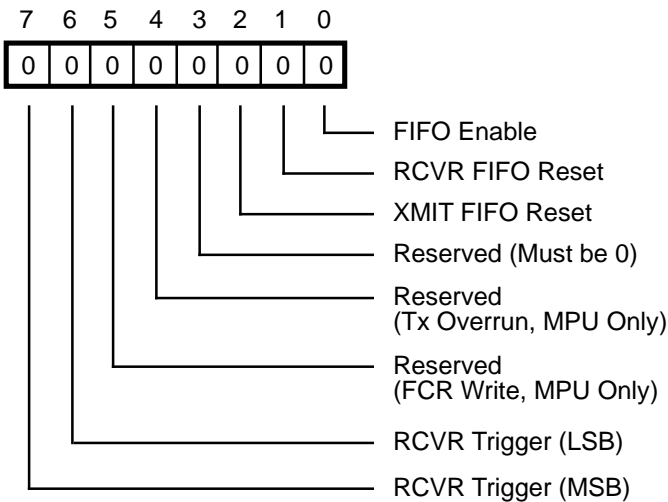 7 6 5 4 3 2 1 0
0 0 0 0 0 0 0 0
FIFO Enable
RCVR FIFO Reset
XMIT FIFO Reset
Reserved (Must be 0)
Reserved
(Tx Overrun, MPU Only)
Reserved
(FCR Write, MPU Only)
RCVR Trigger (LSB)
RCVR Trigger (MSB)